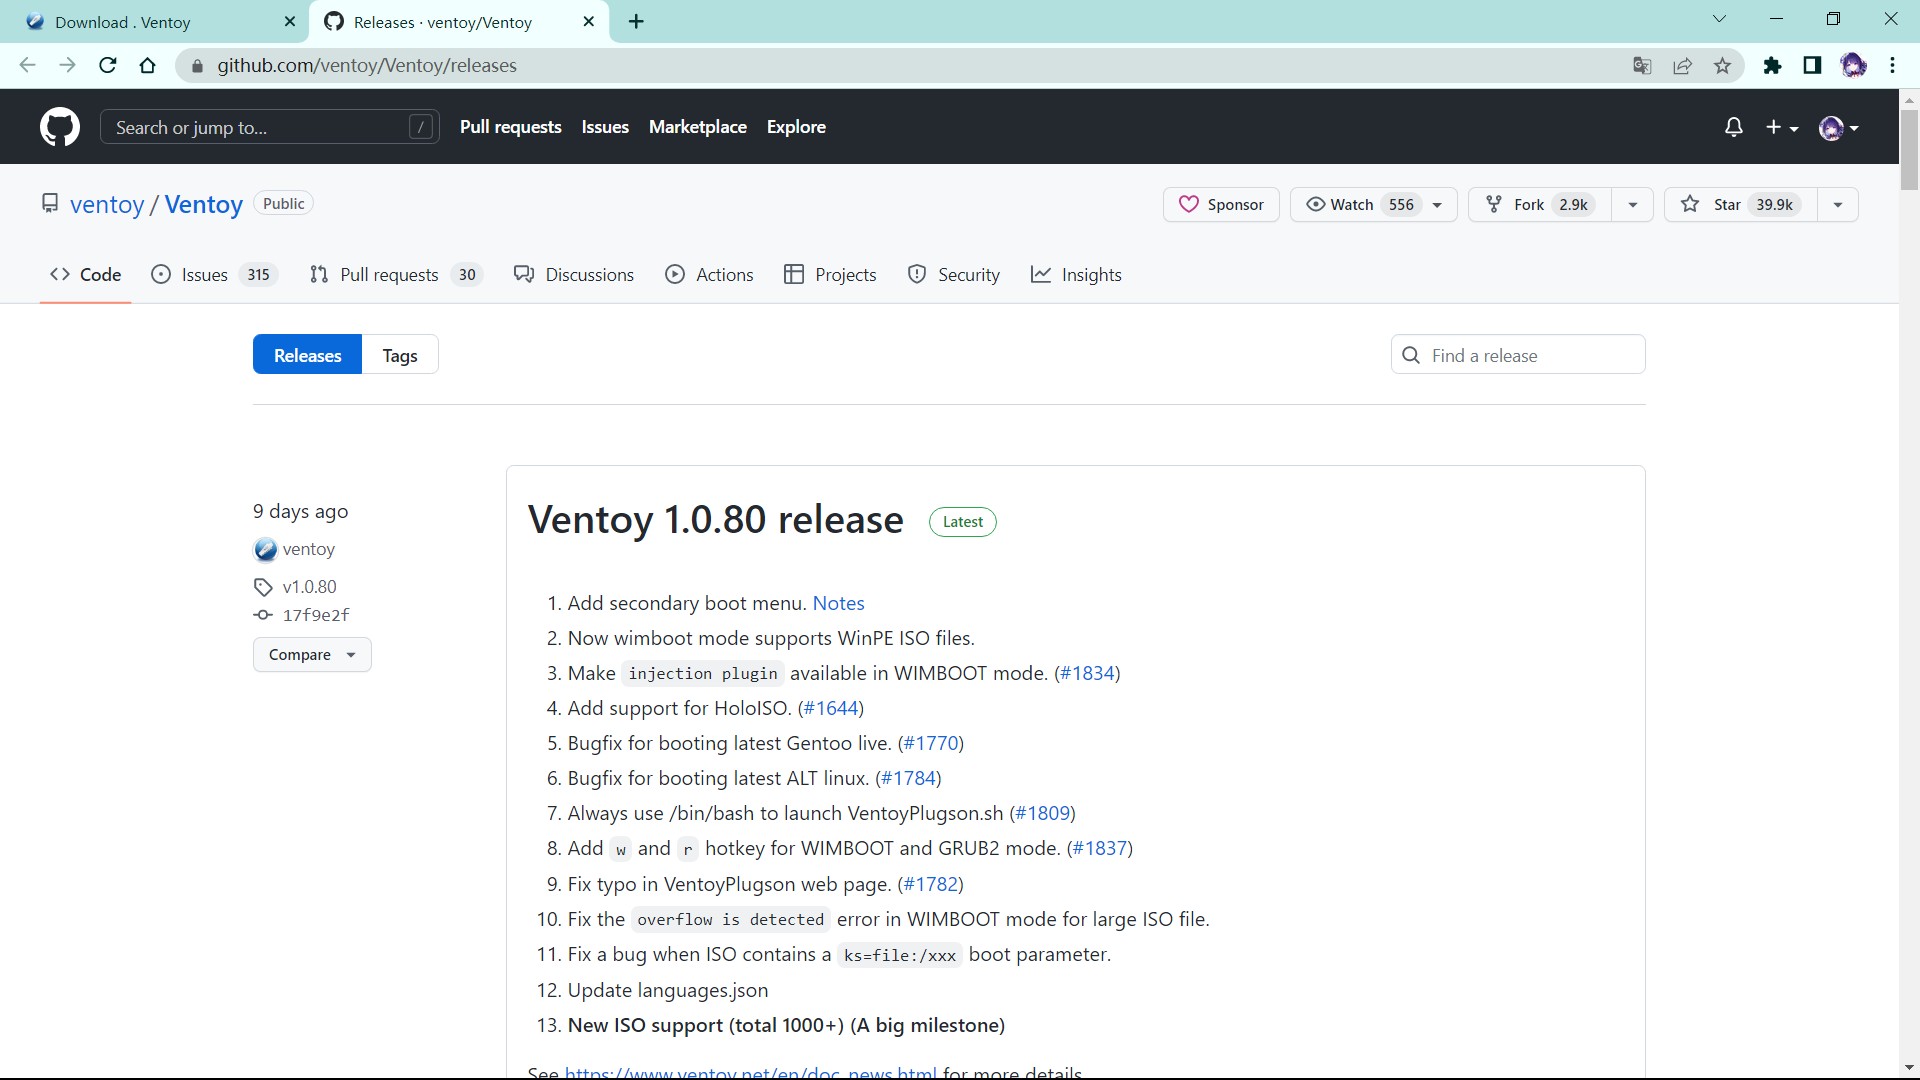 Download . Ventoy
Releases · ventoy/Ventoy
github.com/ventoy/Ventoy/releases
Search or jump to... /
Pull requests Issues Marketplace Explore
ventoy / Ventoy Public
Sponsor Watch 556 Fork 2.9k Star 39.9k
Code Issues 315 Pull requests 30 Discussions Actions Projects Security Insights
Releases Tags
Find a release
9 days ago
ventoy
v1.0.80
17f9e2f
Compare
Ventoy 1.0.80 release Latest
1. Add secondary boot menu. Notes
2. Now wimboot mode supports WinPE ISO files.
3. Make injection plugin available in WIMBOOT mode. (#1834)
4. Add support for HoloISO. (#1644)
5. Bugfix for booting latest Gentoo live. (#1770)
6. Bugfix for booting latest ALT linux. (#1784)
7. Always use /bin/bash to launch VentoyPlugson.sh (#1809)
8. Add w and r hotkey for WIMBOOT and GRUB2 mode. (#1837)
9. Fix typo in VentoyPlugson web page. (#1782)
10. Fix the overflow is detected error in WIMBOOT mode for large ISO file.
11. Fix a bug when ISO contains a ks=file:/xxx boot parameter.
12. Update languages.json
13. New ISO support (total 1000+) (A big milestone)
See https://www.ventoy.net/en/doc_news.html for more details